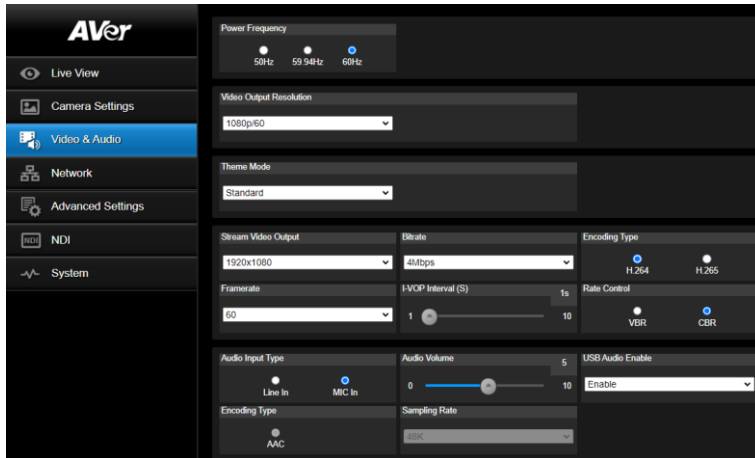 AVer
Live View
Camera Settings
Video & Audio
Network
Advanced Settings
NDI NDI
System
Power Frequency
50Hz 59.94Hz 60Hz
Video Output Resolution
1080p/60
Theme Mode
Standard
Stream Video Output Bitrate Encoding Type
1920x1080 4Mbps H.264 H.265
Framerate I-VOP Interval (S) 1s Rate Control
60 1 10 VBR CBR
Audio Input Type Audio Volume 5 USB Audio Enable
Line In MIC In 0 10 Enable
Encoding Type Sampling Rate
AAC 48K